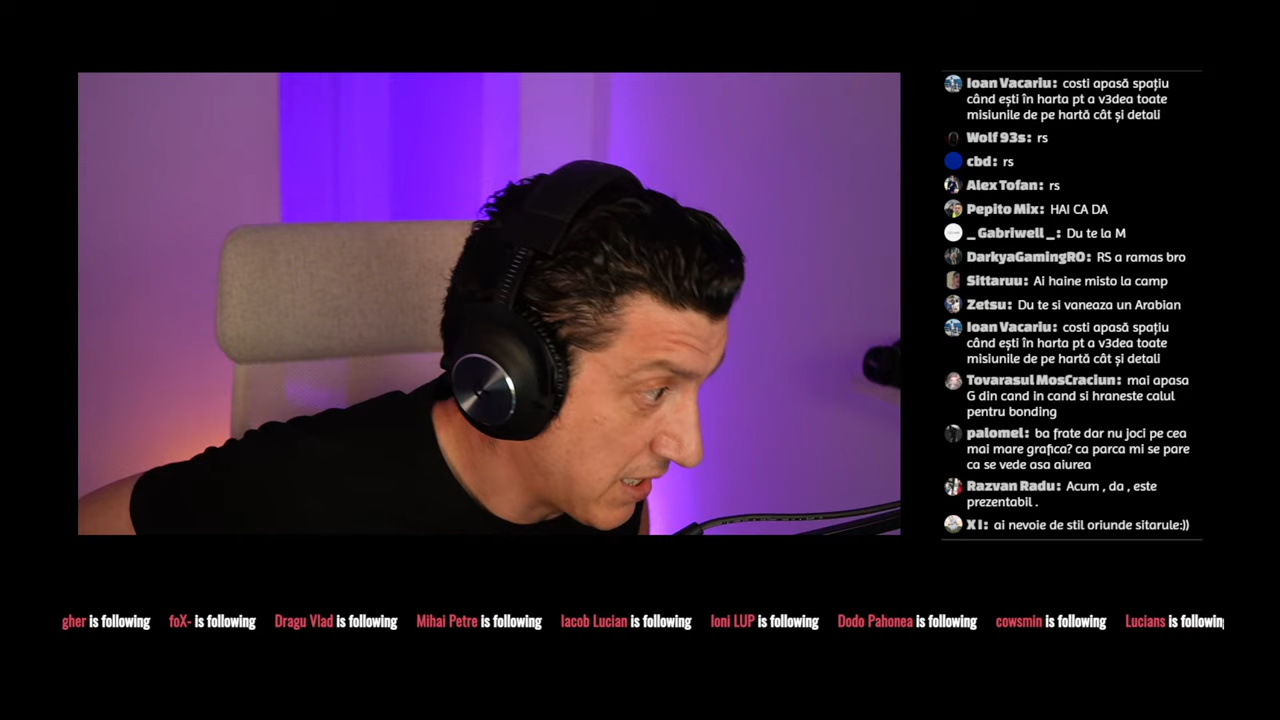 Ioan Vacariu: costi apasă spațiu
când ești în harta pt a v3dea toate
misiunile de pe hartă cât și detali
Wolf 93s: rs
cbd: rs
Alex Tofan: rs
Pepito Mix: HAI CA DA
_ Gabriwell _: Du te la M
DarkyaGamingRO: RS a ramas bro
Sittaruu: Ai haine misto la camp
Zetsu: Du te si vaneaza un Arabian
Ioan Vacariu: costi apasă spațiu
când ești în harta pt a v3dea toate
misiunile de pe hartă cât și detali
Tovarasul MosCraciun: mai apasa
G din cand in cand si hraneste calul
pentru bonding
palomel: ba frate dar nu joci pe cea
mai mare grafica? ca parca mi se pare
ca se vede asa aiurea
Razvan Radu: Acum , da , este
prezentabil .
X I: ai nevoie de stil oriunde sitarule:))
gher is following foX- is following Dragu Vlad is following Mihai Petre is following Iacob Lucian is following Ioni LUP is following Dodo Pahonea is following cowsmin is following Lucians is following